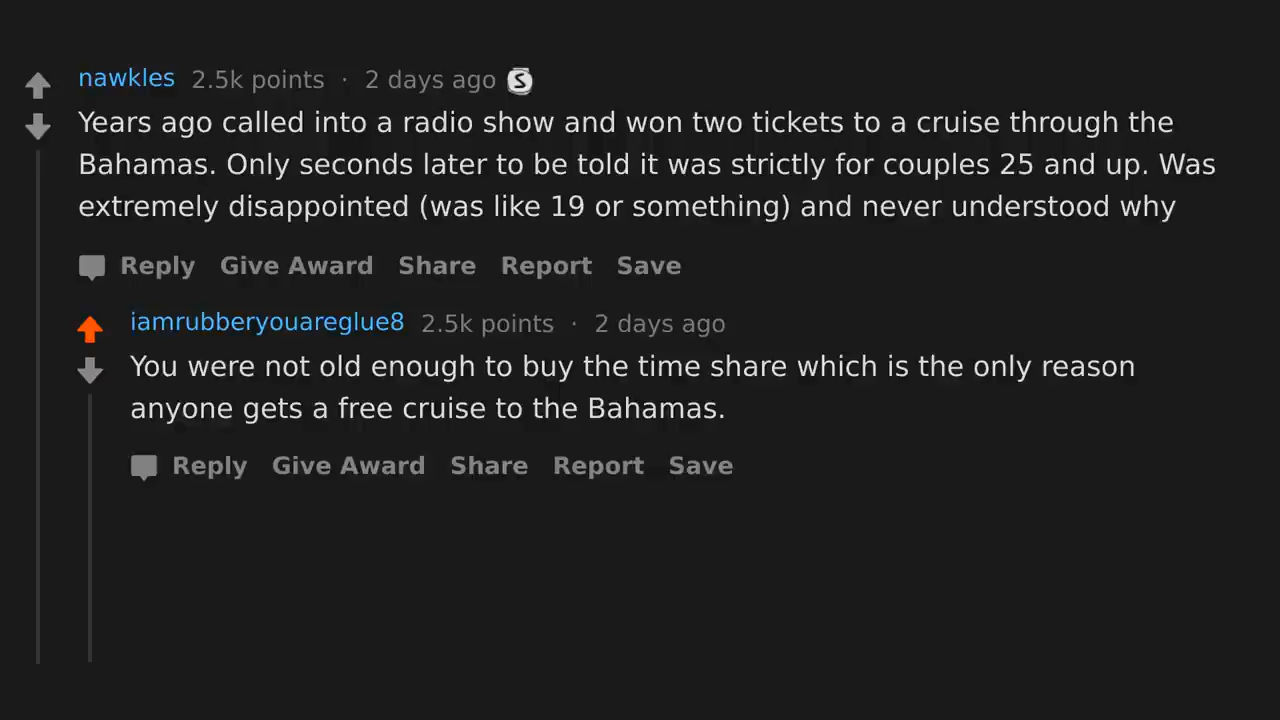 nawkles 2.5k points · 2 days ago S
Years ago called into a radio show and won two tickets to a cruise through the
Bahamas. Only seconds later to be told it was strictly for couples 25 and up. Was
extremely disappointed (was like 19 or something) and never understood why
Reply Give Award Share Report Save
iamrubberyouareglue8 2.5k points · 2 days ago
You were not old enough to buy the time share which is the only reason
anyone gets a free cruise to the Bahamas.
Reply Give Award Share Report Save